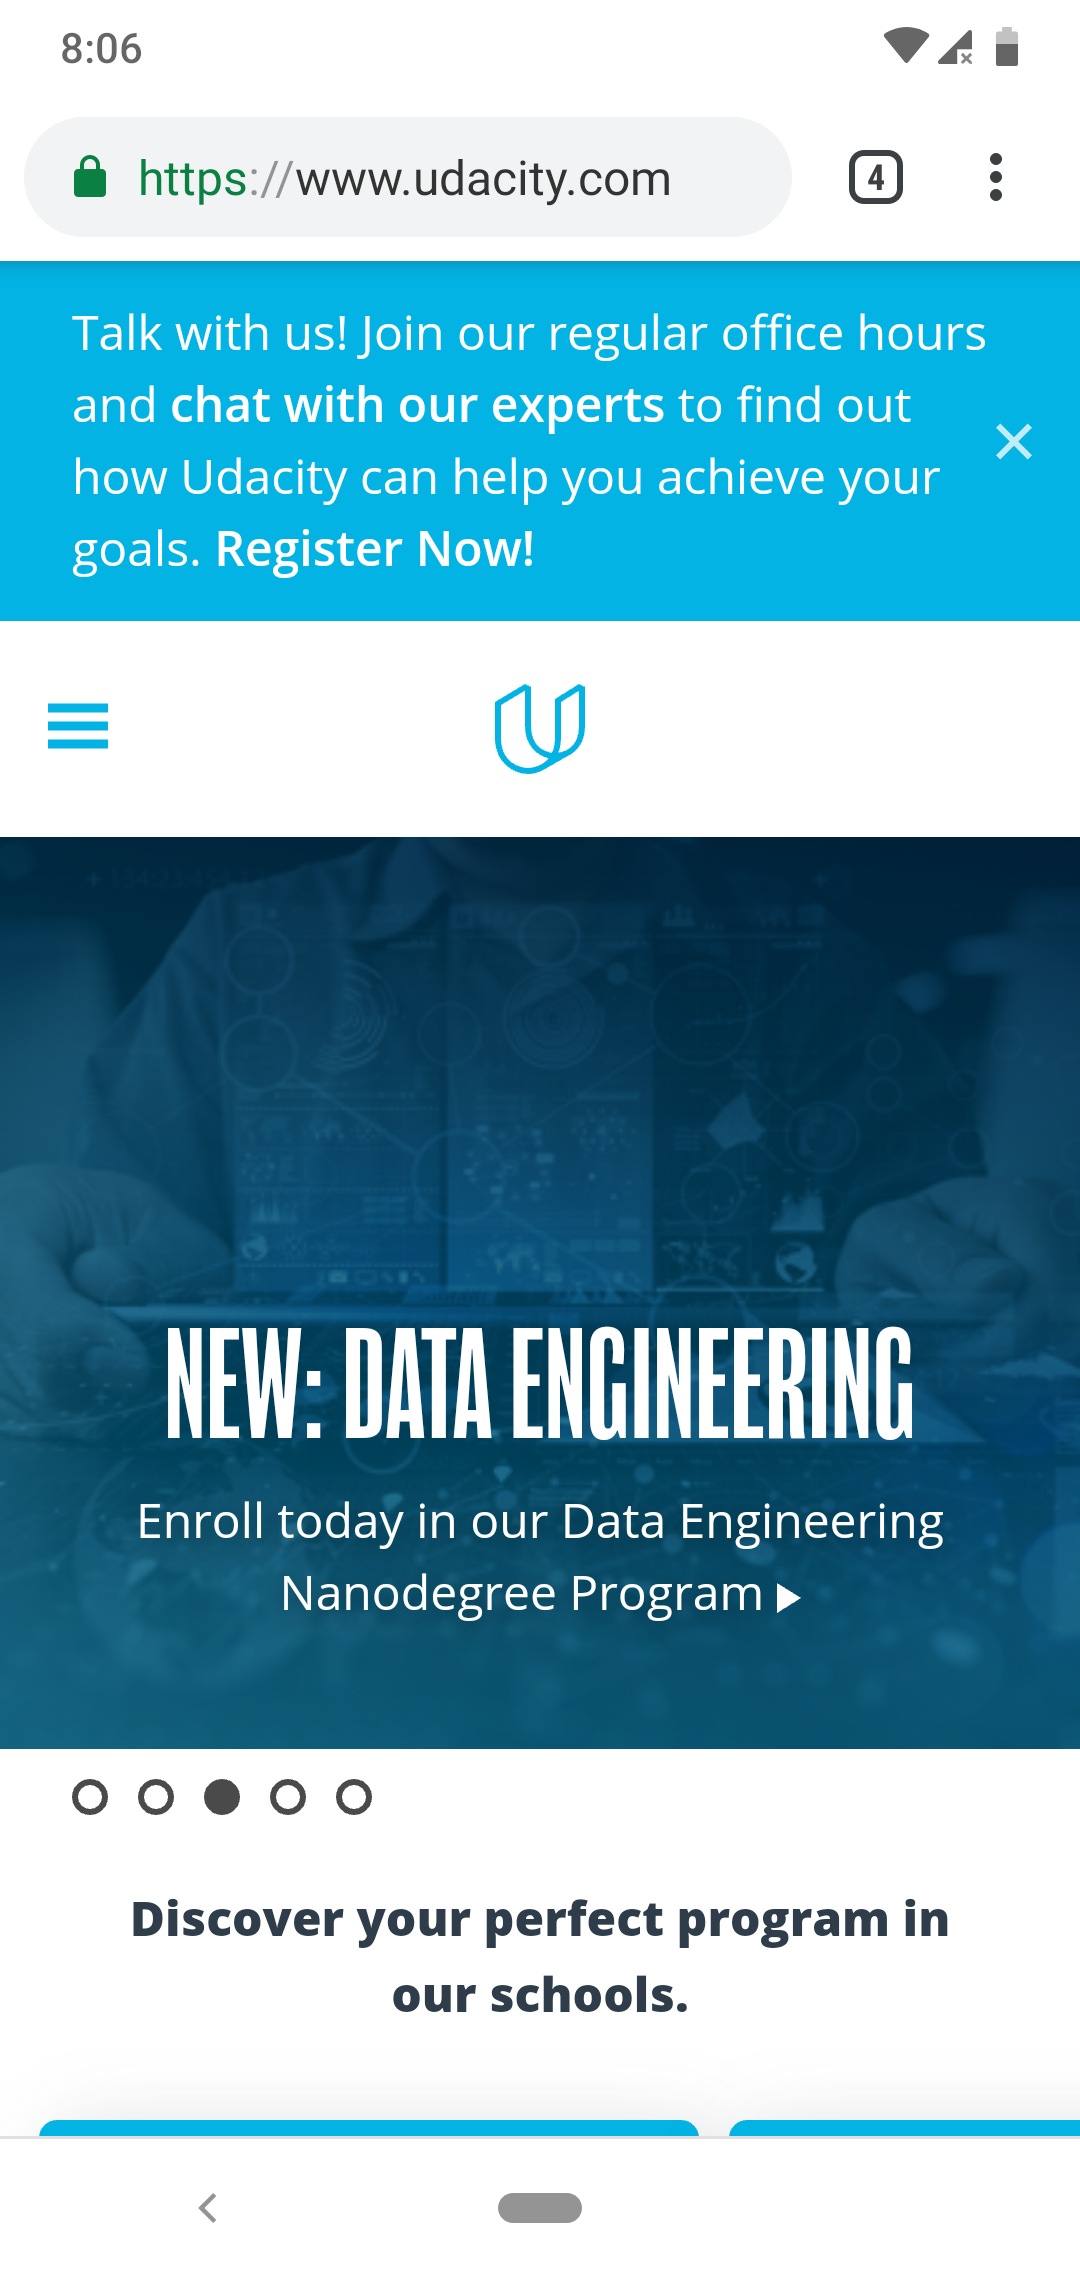 8:06
https://www.udacity.com
4
Talk with us! Join our regular office hours
and chat with our experts to find out
how Udacity can help you achieve your
goals. Register Now!
NEW: DATA ENGINEERING
Enroll today in our Data Engineering
Nanodegree Program
Discover your perfect program in
our schools.